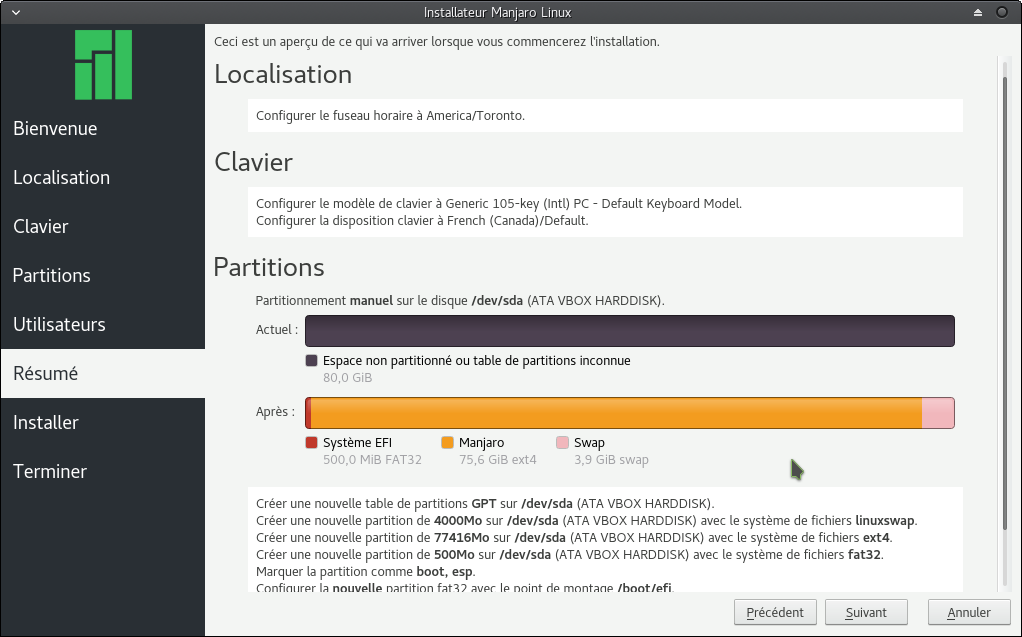 Installateur Manjaro Linux
Bienvenue
Localisation
Clavier
Partitions
Utilisateurs
Résumé
Installer
Terminer
Ceci est un aperçu de ce qui va arriver lorsque vous commencerez l'installation.
Localisation
Configurer le fuseau horaire à America/Toronto.
Clavier
Configurer le modèle de clavier à Generic 105-key (Intl) PC - Default Keyboard Model.
Configurer la disposition clavier à French (Canada)/Default.
Partitions
Partitionnement manuel sur le disque /dev/sda (ATA VBOX HARDDISK).
Actuel :
Espace non partitionné ou table de partitions inconnue
80,0 GiB
Après :
Système EFI Manjaro Swap
500,0 MiB FAT32 75,6 GiB ext4 3,9 GiB swap
Créer une nouvelle table de partitions GPT sur /dev/sda (ATA VBOX HARDDISK).
Créer une nouvelle partition de 4000Mo sur /dev/sda (ATA VBOX HARDDISK) avec le système de fichiers linuxswap.
Créer une nouvelle partition de 77416Mo sur /dev/sda (ATA VBOX HARDDISK) avec le système de fichiers ext4.
Créer une nouvelle partition de 500Mo sur /dev/sda (ATA VBOX HARDDISK) avec le système de fichiers fat32.
Marquer la partition comme boot, esp.
Configurer la nouvelle partition fat32 avec le point de montage /boot/efi.
Précédent Suivant Annuler